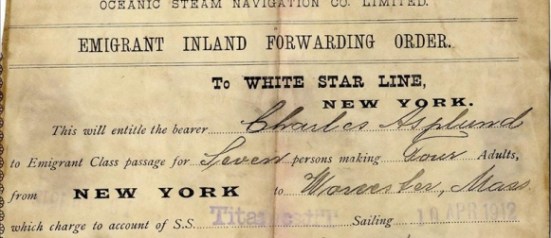 OCEANIC STEAM NAVIGATION CO. LIMITED.
EMIGRANT INLAND FORWARDING ORDER.
To WHITE STAR LINE,
NEW YORK.
This will entitle the bearer Charles Asplund
to Emigrant Class passage for Seven persons making Four Adults,
from NEW YORK to Worcester, Mass
which charge to account of S.S. Titanic Sailing 10 APR 1912